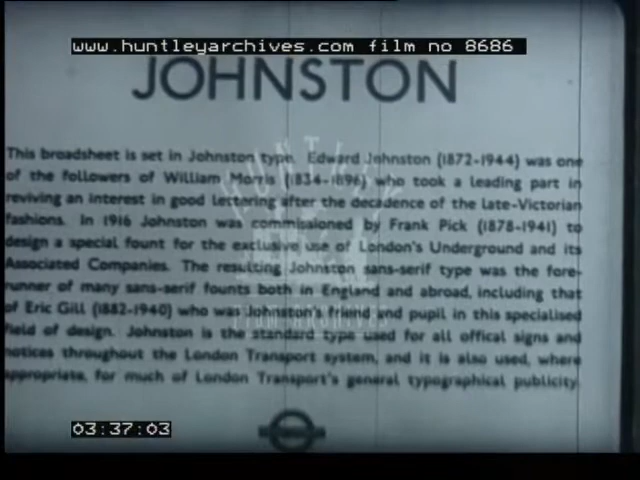 www.huntleyarchives.com film no 8686
JOHNSTON
This broadsheet is set in Johnston type. Edward Johnston (1872-1944) was one
of the followers of William Morris (1834-1896) who took a leading part in
reviving an interest in good lettering after the decadence of the late-Victorian
fashions. In 1916 Johnston was commissioned by Frank Pick (1878-1941) to
design a special fount for the exclusive use of London's Underground and its
Associated Companies. The resulting Johnston sans-serif type was the fore-
runner of many sans-serif founts both in England and abroad, including that
of Eric Gill (1882-1940) who was Johnston's friend and pupil in this specialised
field of design. Johnston is the standard type used for all offical signs and
notices throughout the London Transport system, and it is also used, where
appropriate, for much of London Transport's general typographical publicity.
HUNTLEY
FILM ARCHIVES
03:37:03